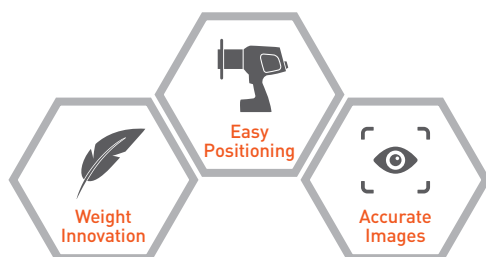 Easy
Positioning
Weight
Innovation
Accurate
Images